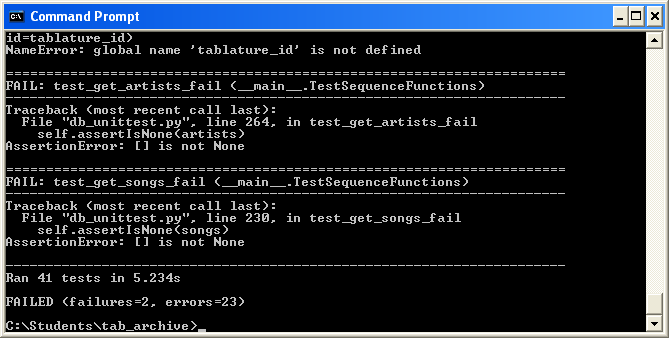 Command Prompt
id=tablature_id)
NameError: global name 'tablature_id' is not defined
======================================================================
FAIL: test_get_artists_fail (__main__.TestSequenceFunctions)
----------------------------------------------------------------------
Traceback (most recent call last):
  File "db_unittest.py", line 264, in test_get_artists_fail
    self.assertIsNone(artists)
AssertionError: [] is not None
======================================================================
FAIL: test_get_songs_fail (__main__.TestSequenceFunctions)
----------------------------------------------------------------------
Traceback (most recent call last):
  File "db_unittest.py", line 230, in test_get_songs_fail
    self.assertIsNone(songs)
AssertionError: [] is not None
----------------------------------------------------------------------
Ran 41 tests in 5.234s
FAILED (failures=2, errors=23)
C:\Students\tab_archive>_